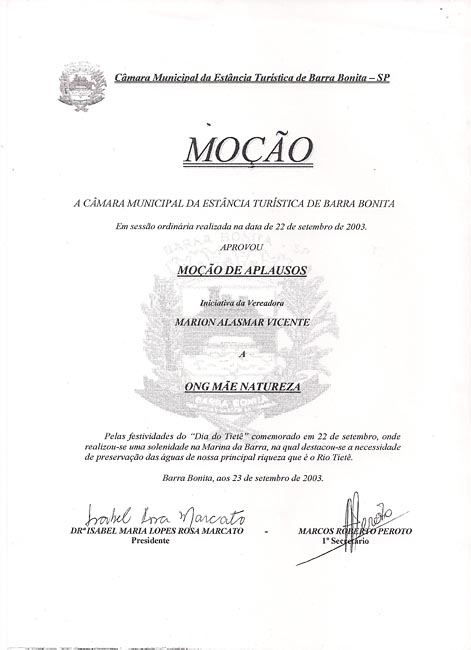 Câmara Municipal da Estância Turística de Barra Bonita – SP
MOÇÃO
A CÂMARA MUNICIPAL DA ESTÂNCIA TURÍSTICA DE BARRA BONITA
Em sessão ordinária realizada na data de 22 de setembro de 2003.
APROVOU
MOÇÃO DE APLAUSOS
Iniciativa da Vereadora
MARION ALASMAR VICENTE
A
ONG MÃE NATUREZA
BARRA BONITA
Pelas festividades do “Dia do Tietê” comemorado em 22 de setembro, onde
realizou-se uma solenidade na Marina da Barra, na qual destacou-se a necessidade
de preservação das águas de nossa principal riqueza que é o Rio Tietê.
Barra Bonita, aos 23 de setembro de 2003.
Isabel Rosa Marcato
Peroto
DRª ISABEL MARIA LOPES ROSA MARCATO - MARCOS ROBERTO PEROTO
Presidente 1º Secretário